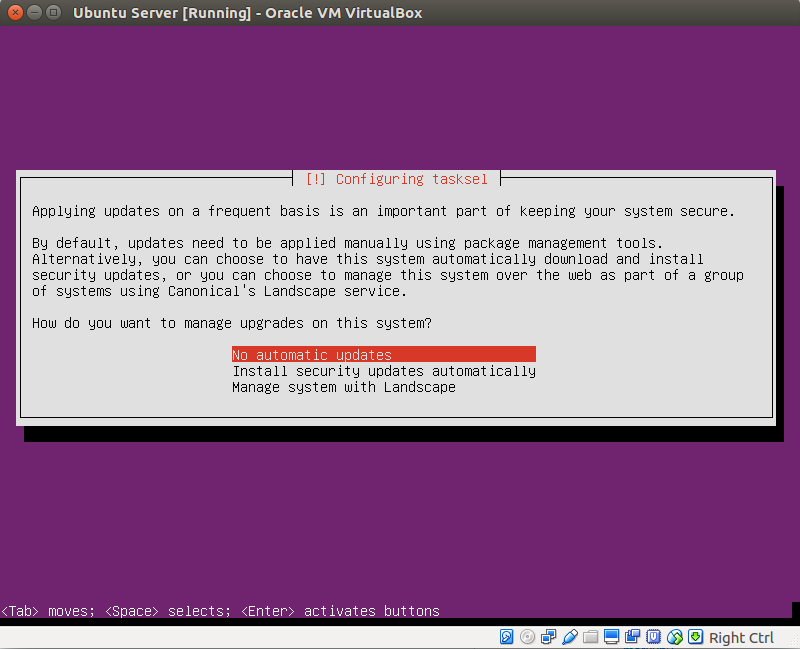 Ubuntu Server [Running] - Oracle VM VirtualBox
[!] Configuring tasksel
Applying updates on a frequent basis is an important part of keeping your system secure.
By default, updates need to be applied manually using package management tools.
Alternatively, you can choose to have this system automatically download and install
security updates, or you can choose to manage this system over the web as part of a group
of systems using Canonical's Landscape service.
How do you want to manage upgrades on this system?
No automatic updates
Install security updates automatically
Manage system with Landscape
<Tab> moves; <Space> selects; <Enter> activates buttons
Right Ctrl